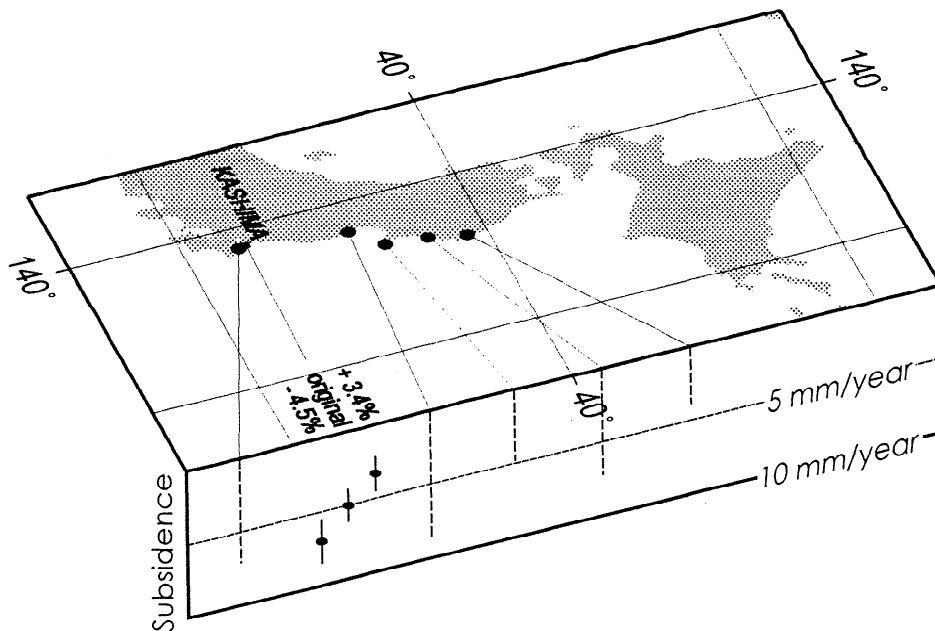 40°
140°
KASHIMA
140°
+3.4%
original
-4.5%
40°
5 mm/year
10 mm/year
Subsidence